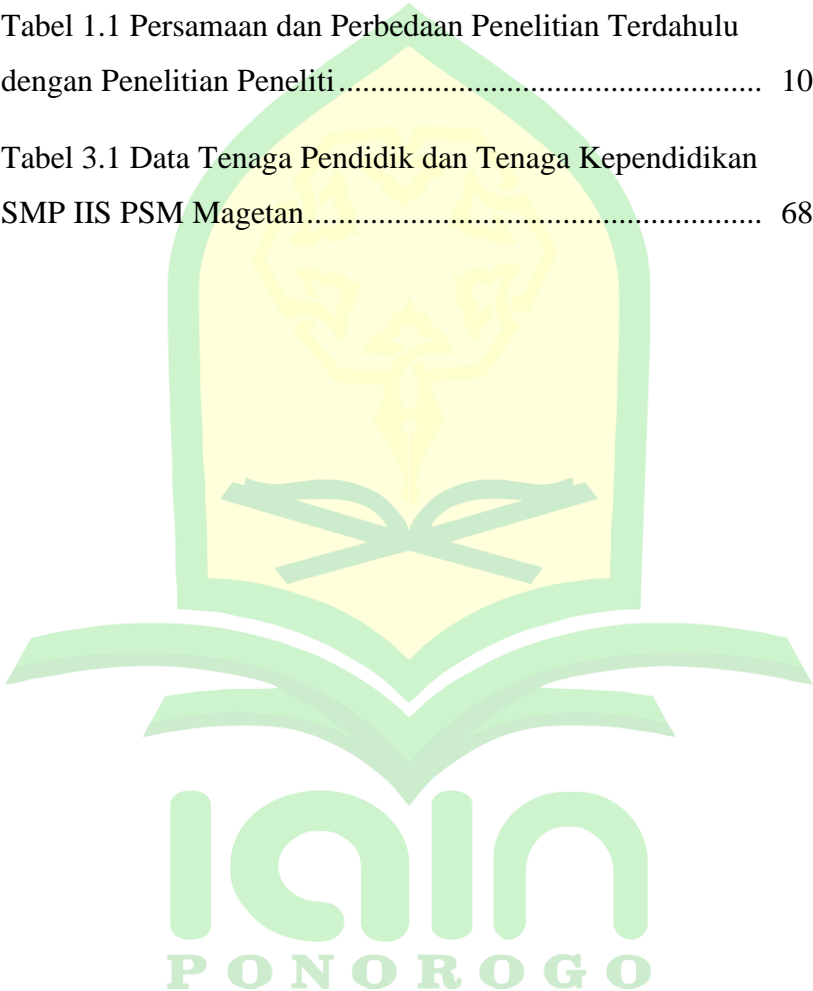 Tabel 1.1 Persamaan dan Perbedaan Penelitian Terdahulu
dengan Penelitian Peneliti.................................................... 10
Tabel 3.1 Data Tenaga Pendidik dan Tenaga Kependidikan
SMP IIS PSM Magetan........................................................ 68
iain
PONOROGO